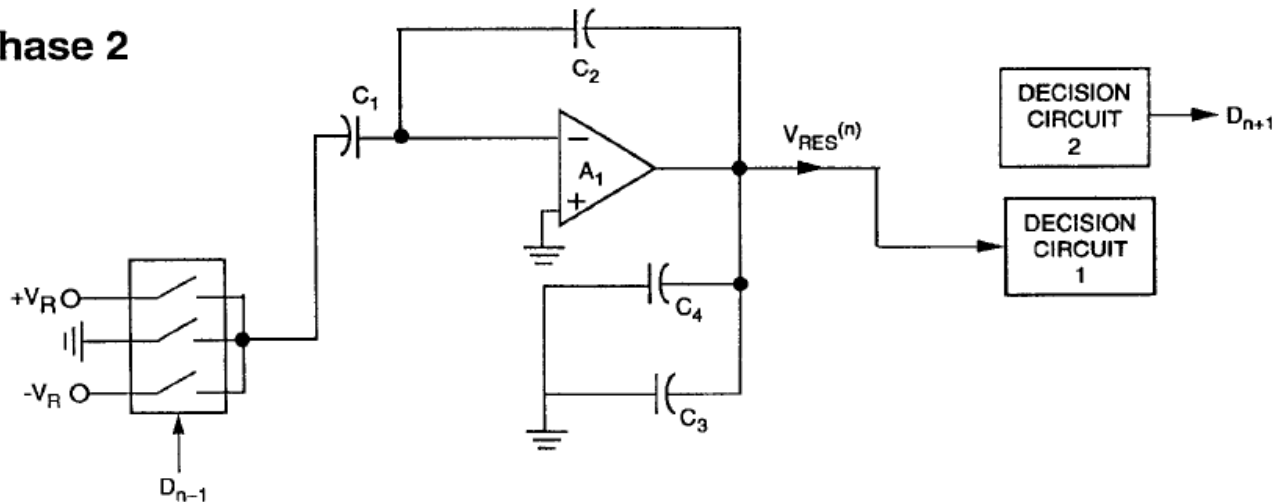 hase 2
C2
C1
DECISION
CIRCUIT
2
Dn+1
VRES(n)
−
A1
+
DECISION
CIRCUIT
1
+VR
C4
-VR
C3
Dn−1